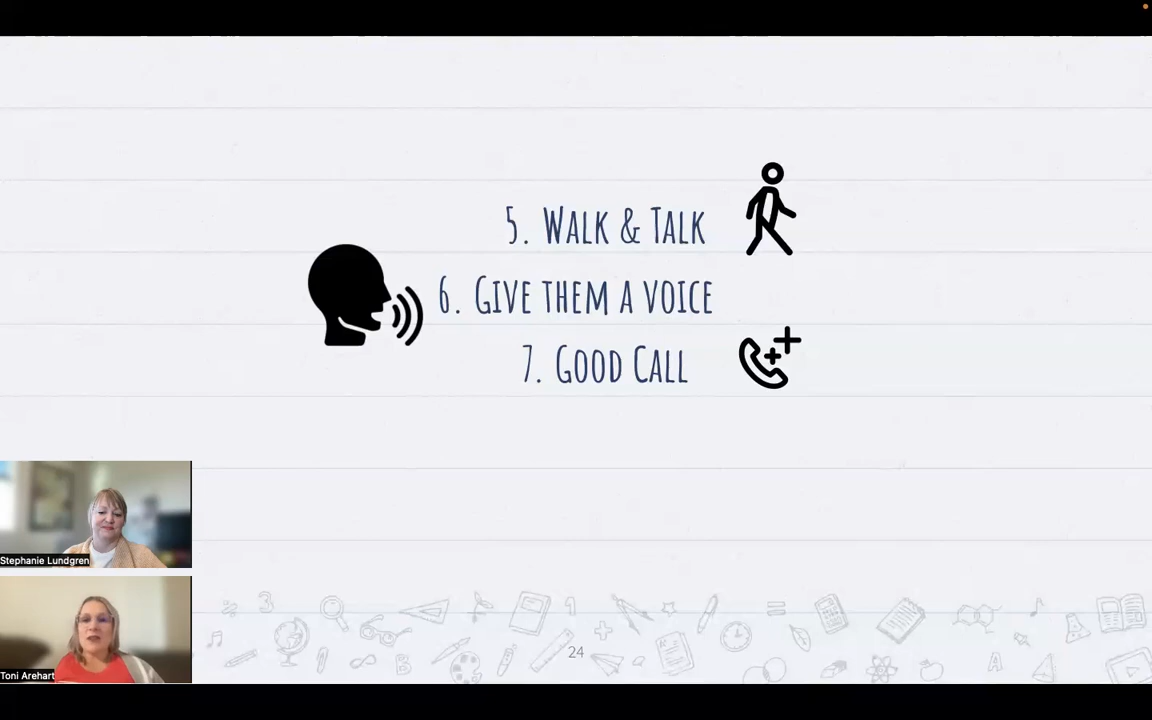 5. Walk & Talk
6. Give them a voice
7. Good Call
Stephanie Lundgren
Toni Arehart
24